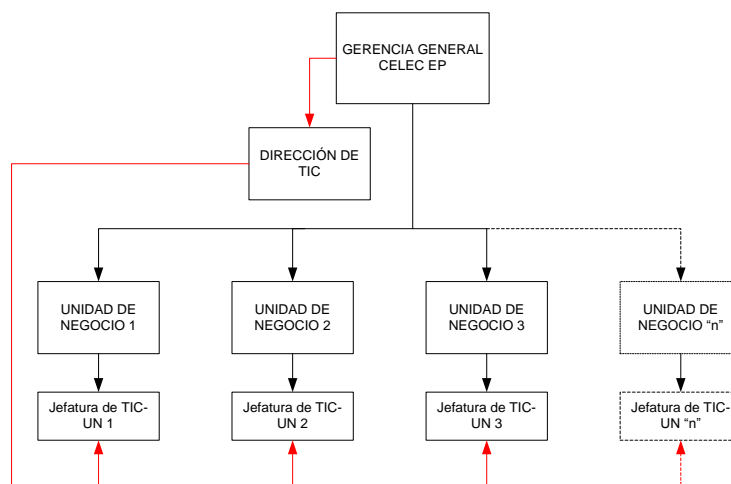 GERENCIA GENERAL
CELEC EP
DIRECCIÓN DE
TIC
UNIDAD DE
NEGOCIO 1
UNIDAD DE
NEGOCIO 2
UNIDAD DE
NEGOCIO 3
UNIDAD DE
NEGOCIO “n”
Jefatura de TIC-
UN 1
Jefatura de TIC-
UN 2
Jefatura de TIC-
UN 3
Jefatura de TIC-
UN “n”